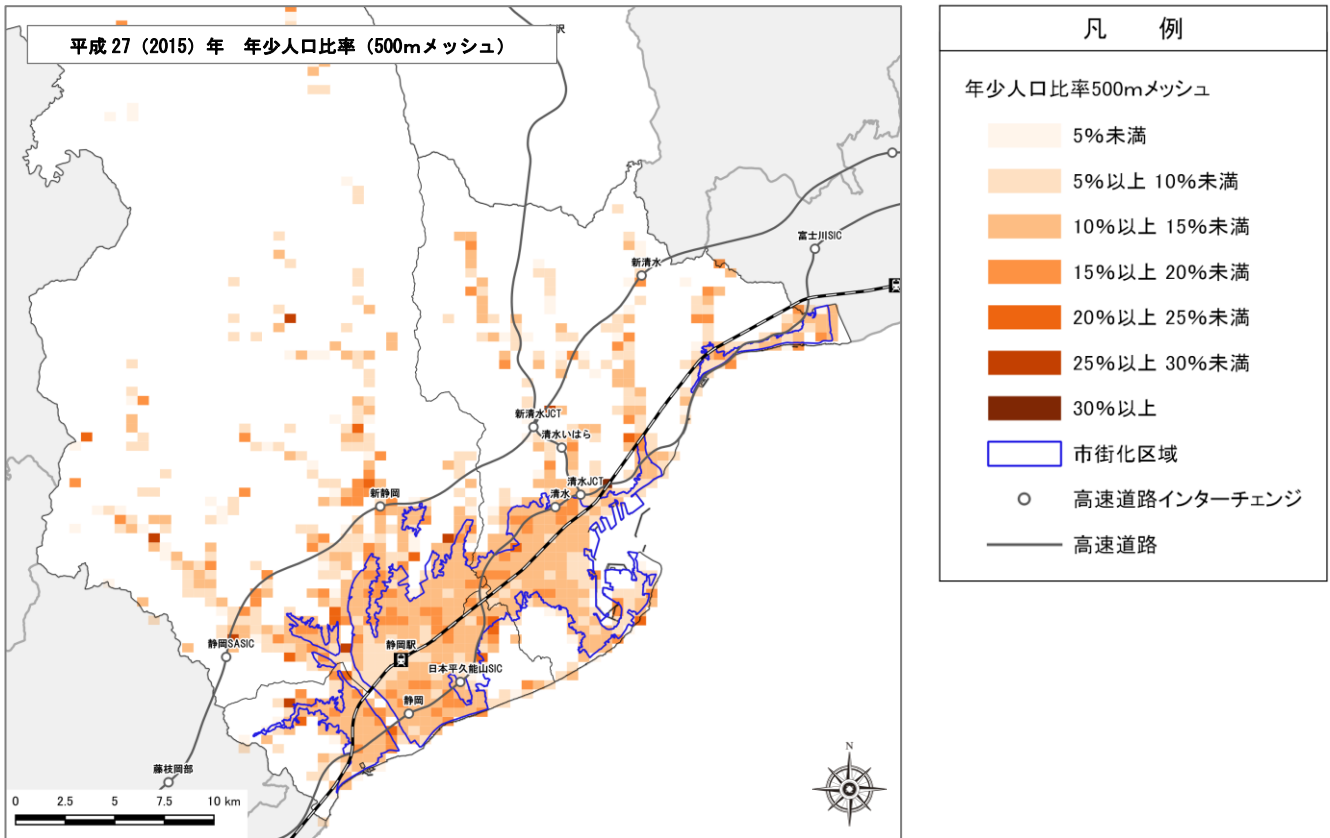 平成27（2015）年　年少人口比率（500mメッシュ）
沢
富士川SIC
新清水
新清水JCT
清水いはら
清水JCT
清水
新静岡
静岡SASIC
静岡駅
日本平久能山SIC
静岡
藤枝岡部
0 2.5 5 7.5 10 km
N
凡　例
年少人口比率500mメッシュ
5%未満
5%以上 10%未満
10%以上 15%未満
15%以上 20%未満
20%以上 25%未満
25%以上 30%未満
30%以上
市街化区域
高速道路インターチェンジ
高速道路